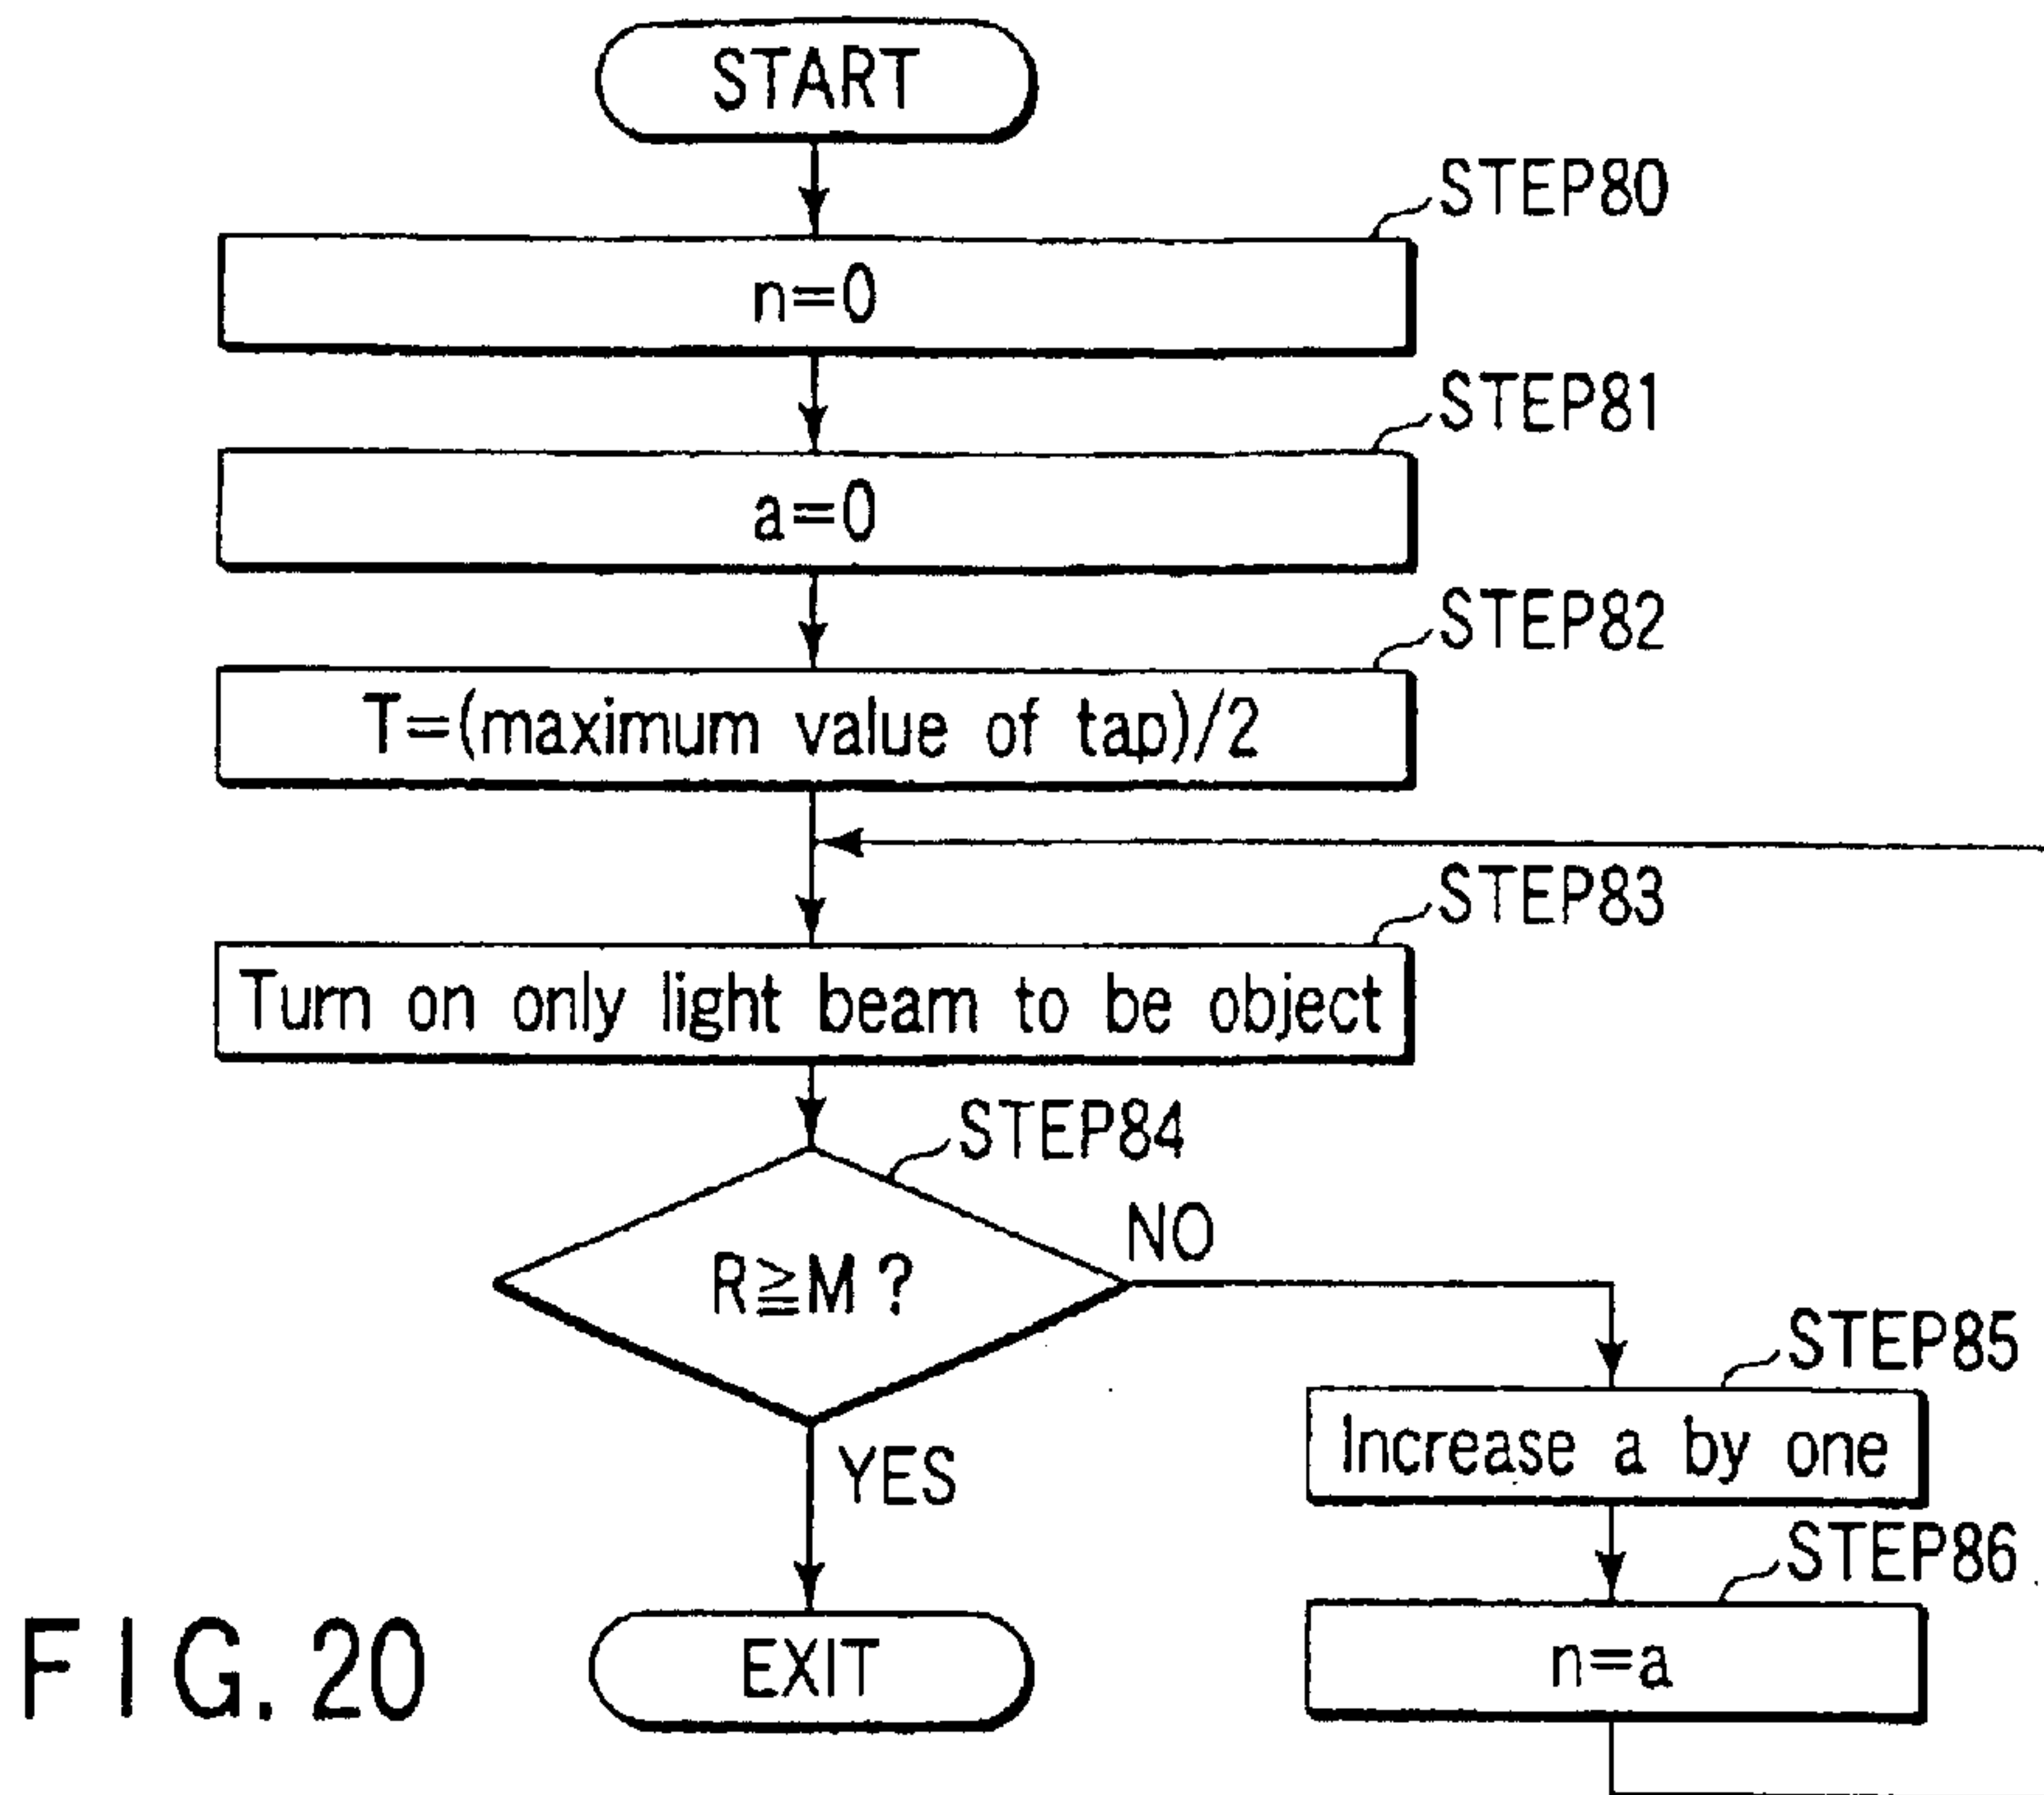 START
STEP80
n=0
STEP81
a=0
STEP82
T=(maximum value of tap)/2
STEP83
Turn on only light beam to be object
STEP84
R≧M?
NO
YES
STEP85
Increase a by one
STEP86
n=a
EXIT
FIG.20